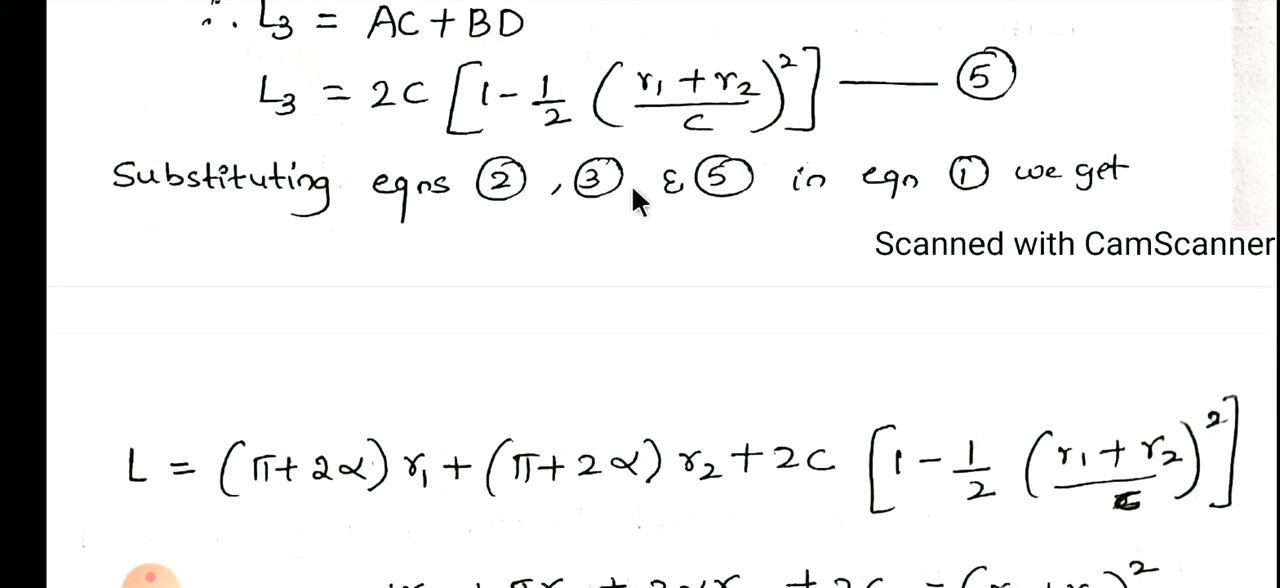 ∴ L3 = AC + BD
L3 = 2C [1 - 1/2 ((r1 + r2)/C)^2] —— ⑤
Substituting eqns ②, ③ & ⑤ in eqn ① we get
Scanned with CamScanner
L = (π + 2α) r1 + (π + 2α) r2 + 2C [1 - 1/2 ((r1 + r2)/C)^2]